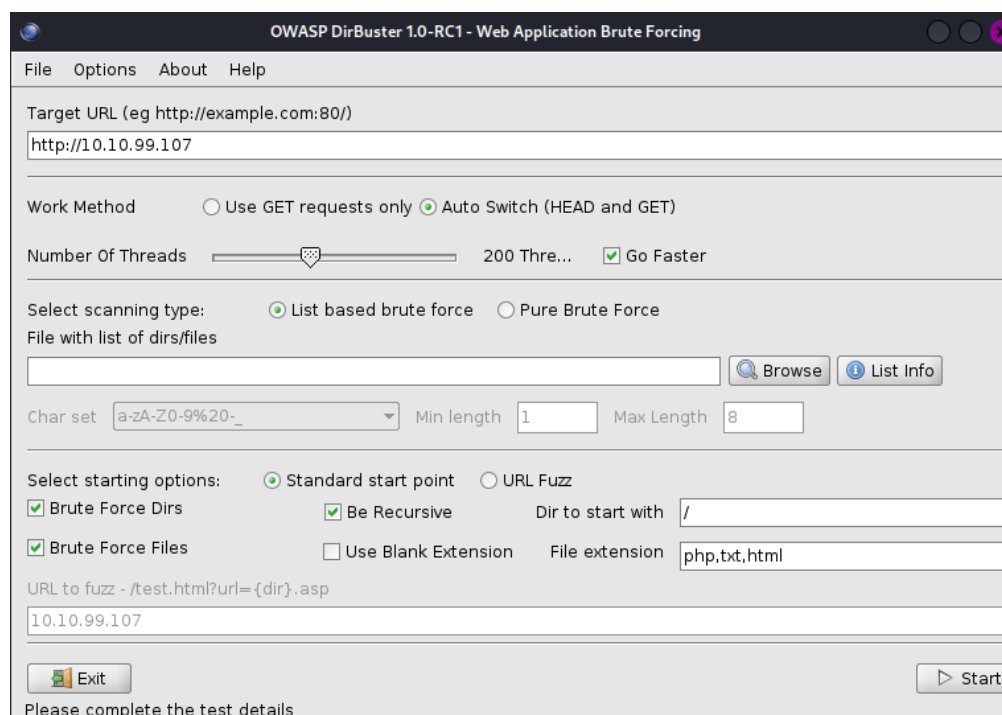 OWASP DirBuster 1.0-RC1 - Web Application Brute Forcing
File Options About Help
Target URL (eg http://example.com:80/)
http://10.10.99.107
Work Method Use GET requests only Auto Switch (HEAD and GET)
Number Of Threads 200 Thre... Go Faster
Select scanning type: List based brute force Pure Brute Force
File with list of dirs/files
Browse List Info
Char set a-zA-Z0-9%20-_ Min length 1 Max Length 8
Select starting options: Standard start point URL Fuzz
Brute Force Dirs Be Recursive Dir to start with /
Brute Force Files Use Blank Extension File extension php,txt,html
URL to fuzz - /test.html?url={dir}.asp
10.10.99.107
Exit Start
Please complete the test details